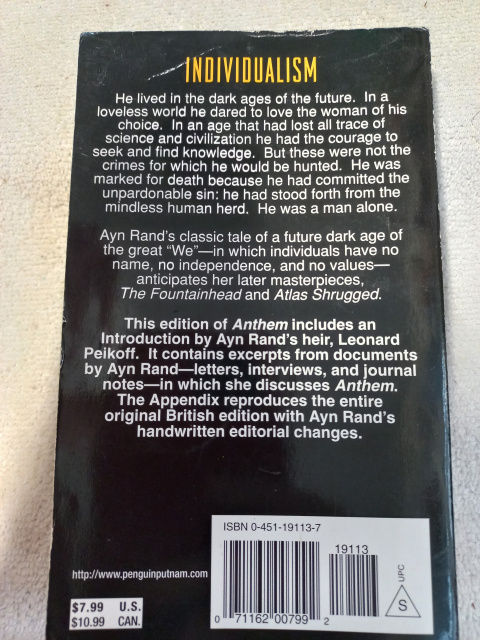 INDIVIDUALISM
He lived in the dark ages of the future. In a
loveless world he dared to love the woman of his
choice. In an age that had lost all trace of
science and civilization he had the courage to
seek and find knowledge. But these were not the
crimes for which he would be hunted. He was
marked for death because he had committed the
unpardonable sin: he had stood forth from the
mindless human herd. He was a man alone.
Ayn Rand's classic tale of a future dark age of
the great "We"—in which individuals have no
name, no independence, and no values—
anticipates her later masterpieces,
The Fountainhead and Atlas Shrugged.
This edition of Anthem includes an
Introduction by Ayn Rand's heir, Leonard
Peikoff. It contains excerpts from documents
by Ayn Rand—letters, interviews, and journal
notes—in which she discusses Anthem.
The Appendix reproduces the entire
original British edition with Ayn Rand's
handwritten editorial changes.
ISBN 0-451-19113-7
19113
UPC
S
http://www.penguinputnam.com
0 71162 00799 2
$7.99 U.S.
$10.99 CAN.